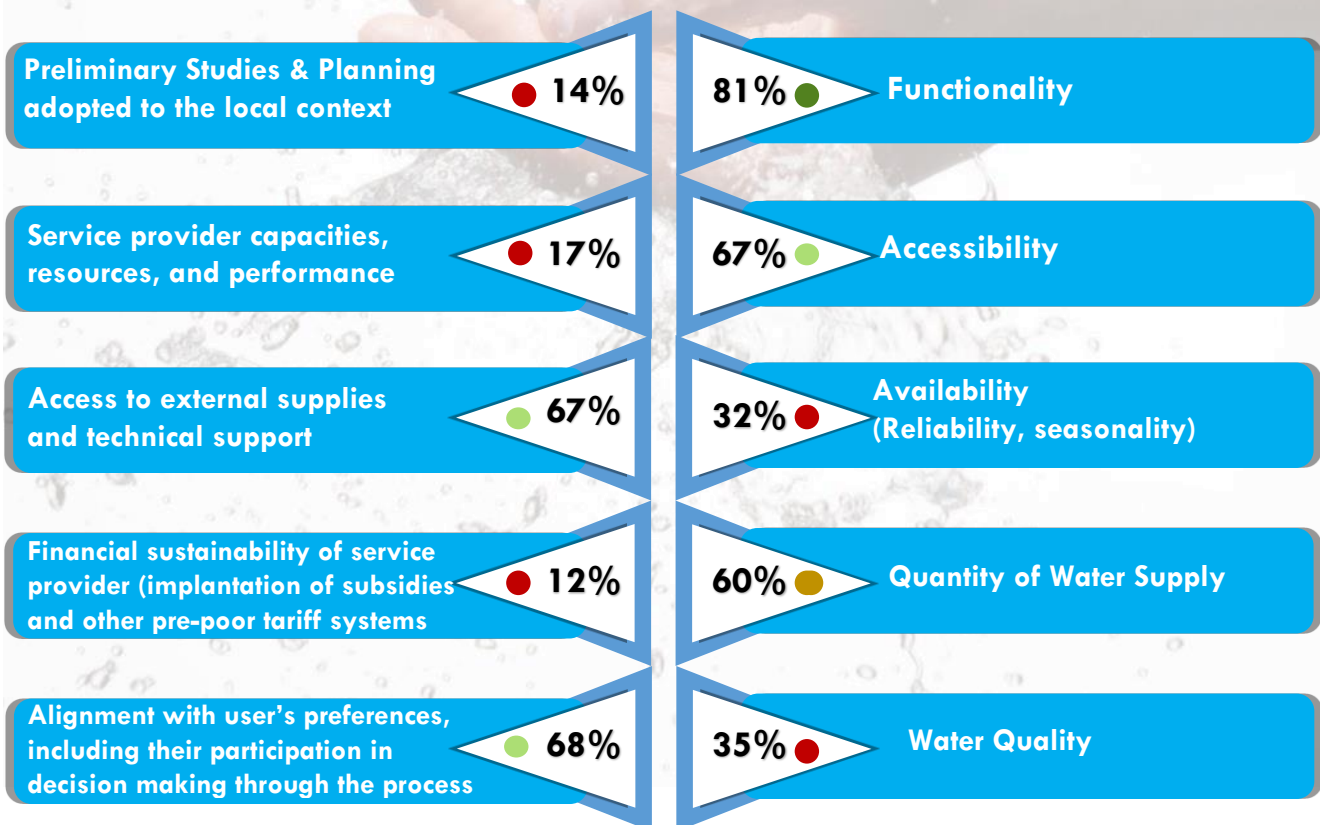 Preliminary Studies & Planning
adopted to the local context
14%
81%
Functionality
Service provider capacities,
resources, and performance
17%
67%
Accessibility
Access to external supplies
and technical support
67%
32%
Availability
(Reliability, seasonality)
Financial sustainability of service
provider (implantation of subsidies
and other pre-poor tariff systems
12%
60%
Quantity of Water Supply
Alignment with user's preferences,
including their participation in
decision making through the process
68%
35%
Water Quality